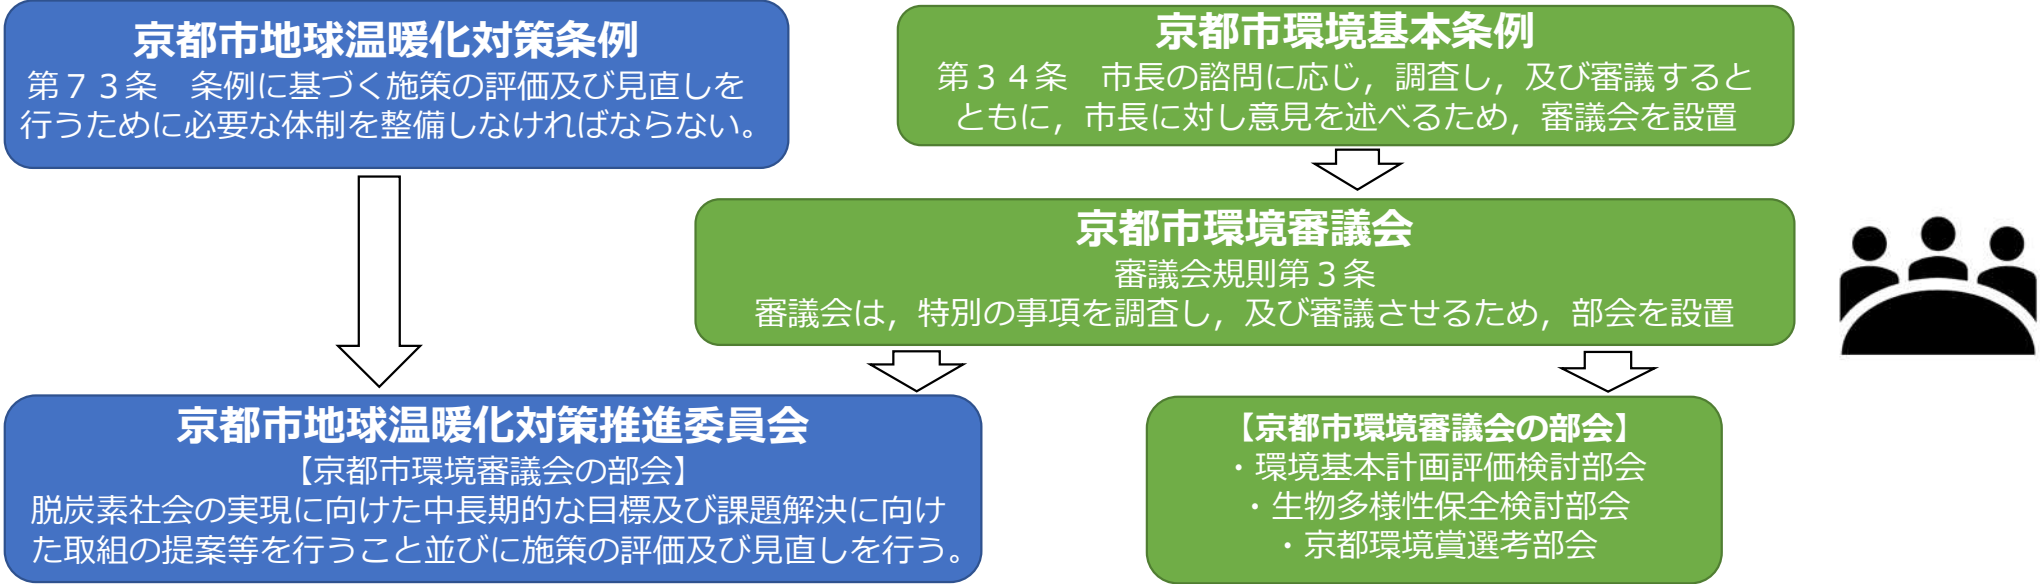 京都市地球温暖化対策条例
第７３条　条例に基づく施策の評価及び見直しを
行うために必要な体制を整備しなければならない。
京都市環境基本条例
第３４条　市長の諮問に応じ，調査し，及び審議すると
ともに，市長に対し意見を述べるため，審議会を設置
京都市環境審議会
審議会規則第３条
審議会は，特別の事項を調査し，及び審議させるため，部会を設置
京都市地球温暖化対策推進委員会
【京都市環境審議会の部会】
脱炭素社会の実現に向けた中長期的な目標及び課題解決に向け
た取組の提案等を行うこと並びに施策の評価及び見直しを行う。
【京都市環境審議会の部会】
・環境基本計画評価検討部会
・生物多様性保全検討部会
・京都環境賞選考部会